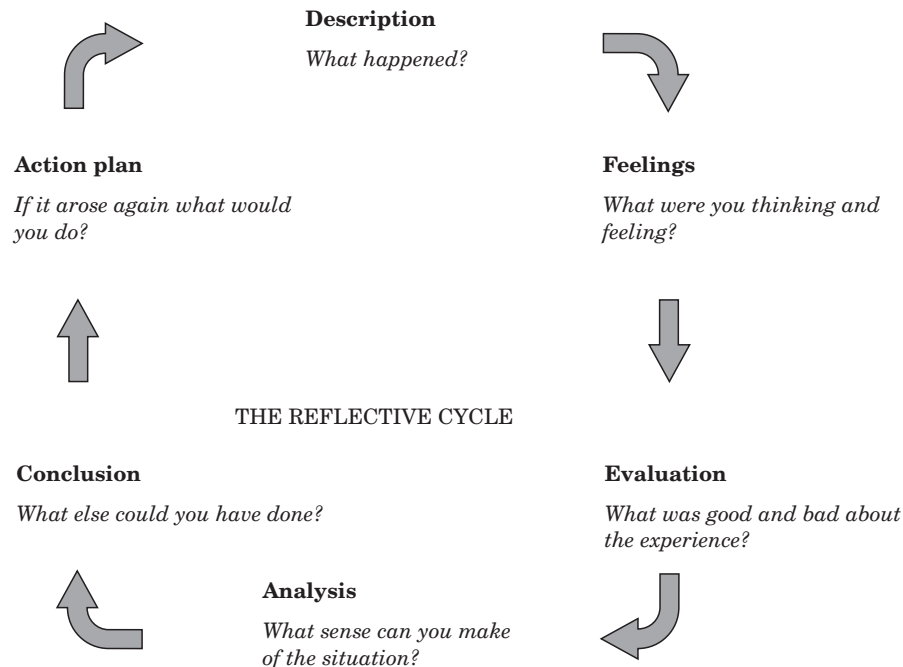 Description
What happened?
Action plan
If it arose again what would
you do?
Feelings
What were you thinking and
feeling?
THE REFLECTIVE CYCLE
Conclusion
What else could you have done?
Evaluation
What was good and bad about
the experience?
Analysis
What sense can you make
of the situation?